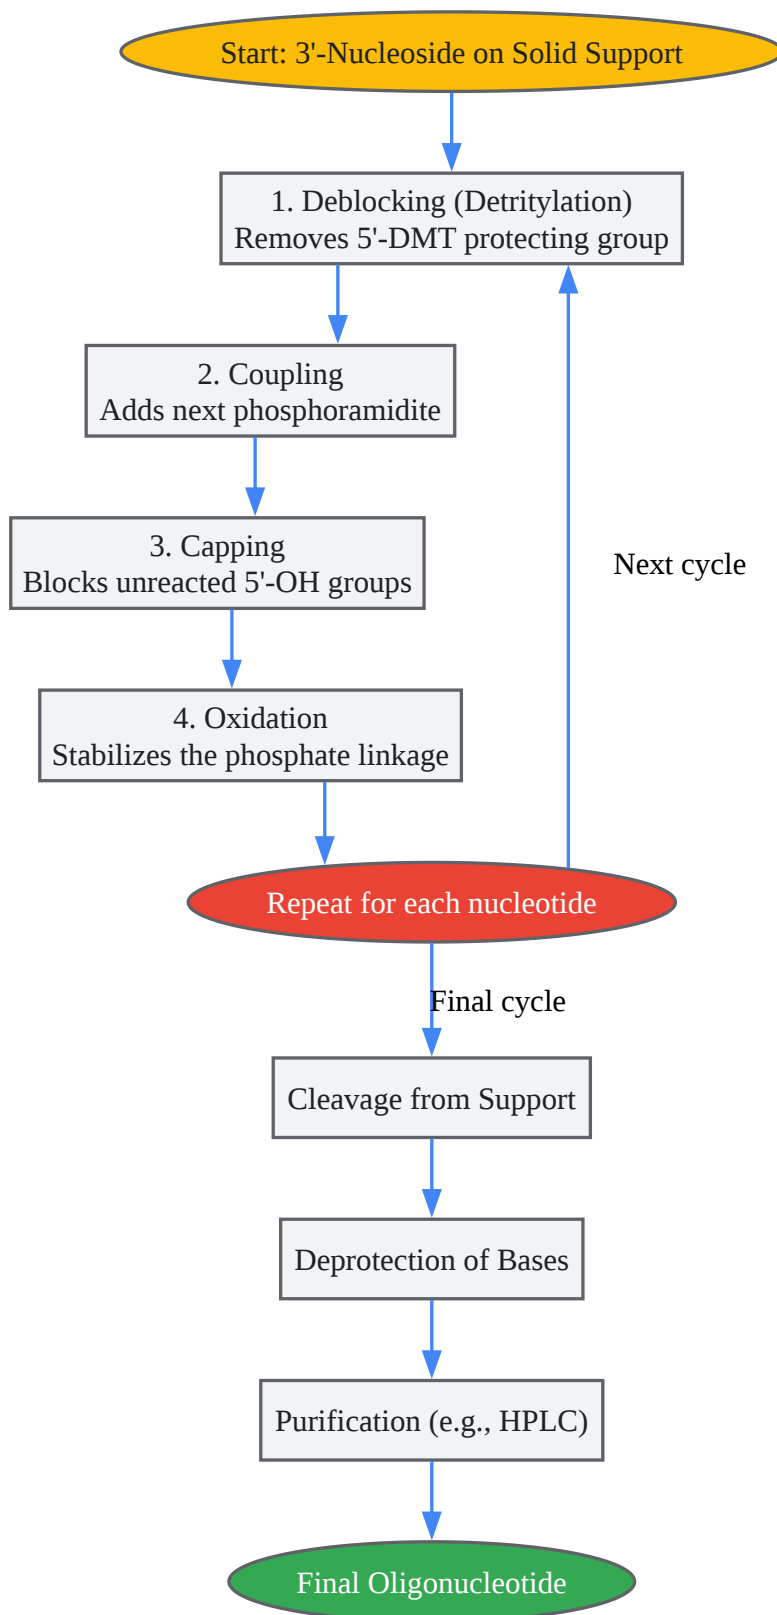 Start: 3'-Nucleoside on Solid Support
1. Deblocking (Detritylation)
Removes 5'-DMT protecting group
2. Coupling
Adds next phosphoramidite
3. Capping
Blocks unreacted 5'-OH groups
Next cycle
4. Oxidation
Stabilizes the phosphate linkage
Repeat for each nucleotide
Final cycle
Cleavage from Support
Deprotection of Bases
Purification (e.g., HPLC)
Final Oligonucleotide